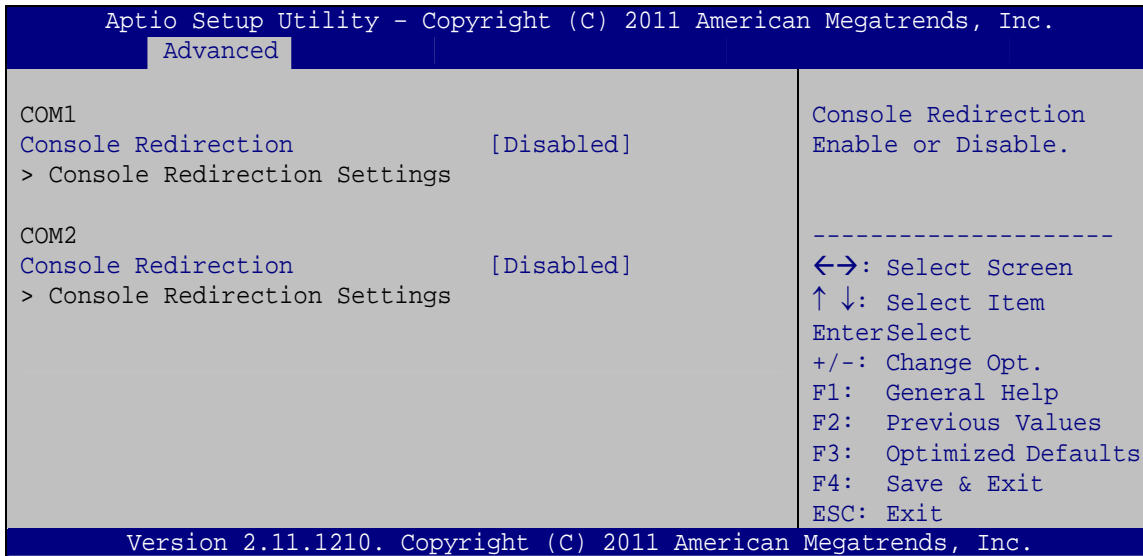 Aptio Setup Utility – Copyright (C) 2011 American Megatrends, Inc.
Advanced
COM1
Console Redirection [Disabled]
> Console Redirection Settings
COM2
Console Redirection [Disabled]
> Console Redirection Settings
Console Redirection
Enable or Disable.
---------------------
←→: Select Screen
↑ ↓: Select Item
EnterSelect
+/-: Change Opt.
F1: General Help
F2: Previous Values
F3: Optimized Defaults
F4: Save & Exit
ESC: Exit
Version 2.11.1210. Copyright (C) 2011 American Megatrends, Inc.